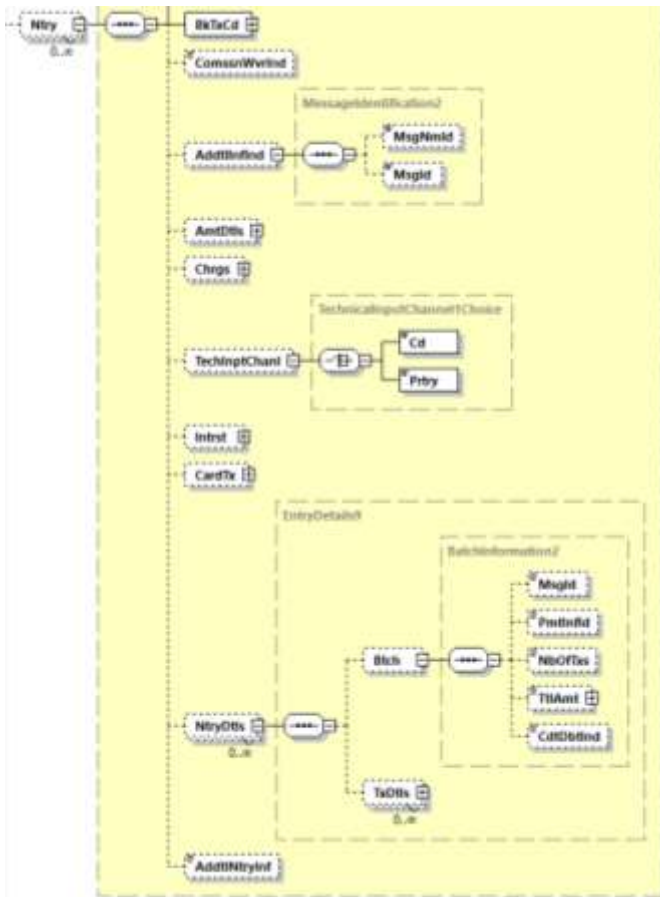 Ntry
0..∞
BkTxCd
ComssnWvrInd
MessageIdentification2
MsgNmId
AddtlInfInd
MsgId
AmtDtls
Chrgs
TechnicalInputChannel1Choice
Cd
TechInptChanl
Prtry
Intrst
CardTx
EntryDetails9
BatchInformation2
MsgId
PmtInfId
Btch
NbOfTxs
TtlAmt
NtryDtls
CdtDbtInd
0..∞
TxDtls
0..∞
AddtlNtryInf